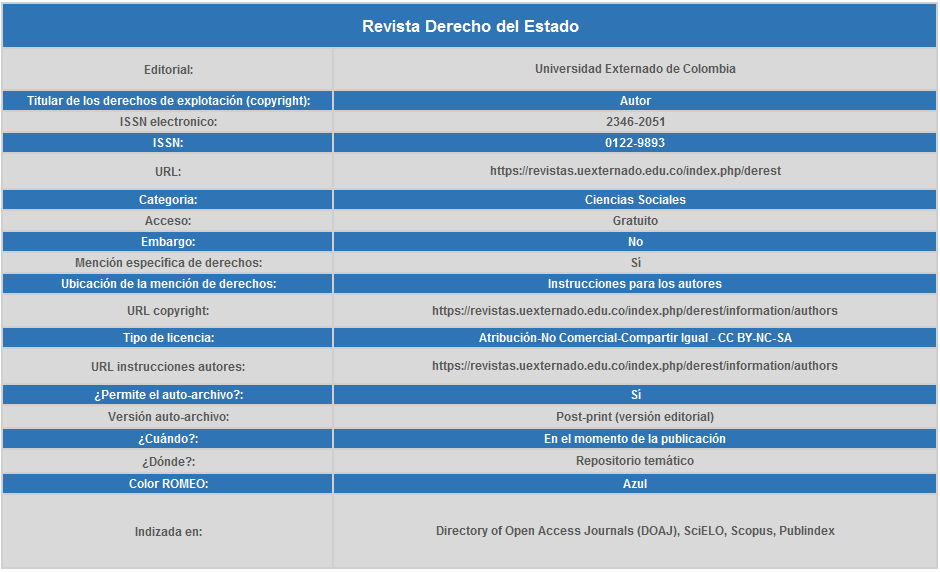 Revista Derecho del Estado
Editorial: Universidad Externado de Colombia
Titular de los derechos de explotación (copyright): Autor
ISSN electronico: 2346-2051
ISSN: 0122-9893
URL: https://revistas.uexternado.edu.co/index.php/derest
Categoria: Ciencias Sociales
Acceso: Gratuito
Embargo: No
Mención específica de derechos: Sí
Ubicación de la mención de derechos: Instrucciones para los autores
URL copyright: https://revistas.uexternado.edu.co/index.php/derest/information/authors
Tipo de licencia: Atribución-No Comercial-Compartir Igual - CC BY-NC-SA
URL instrucciones autores: https://revistas.uexternado.edu.co/index.php/derest/information/authors
¿Permite el auto-archivo?: Sí
Versión auto-archivo: Post-print (versión editorial)
¿Cuándo?: En el momento de la publicación
¿Dónde?: Repositorio temático
Color ROMEO: Azul
Indizada en: Directory of Open Access Journals (DOAJ), SciELO, Scopus, Publindex